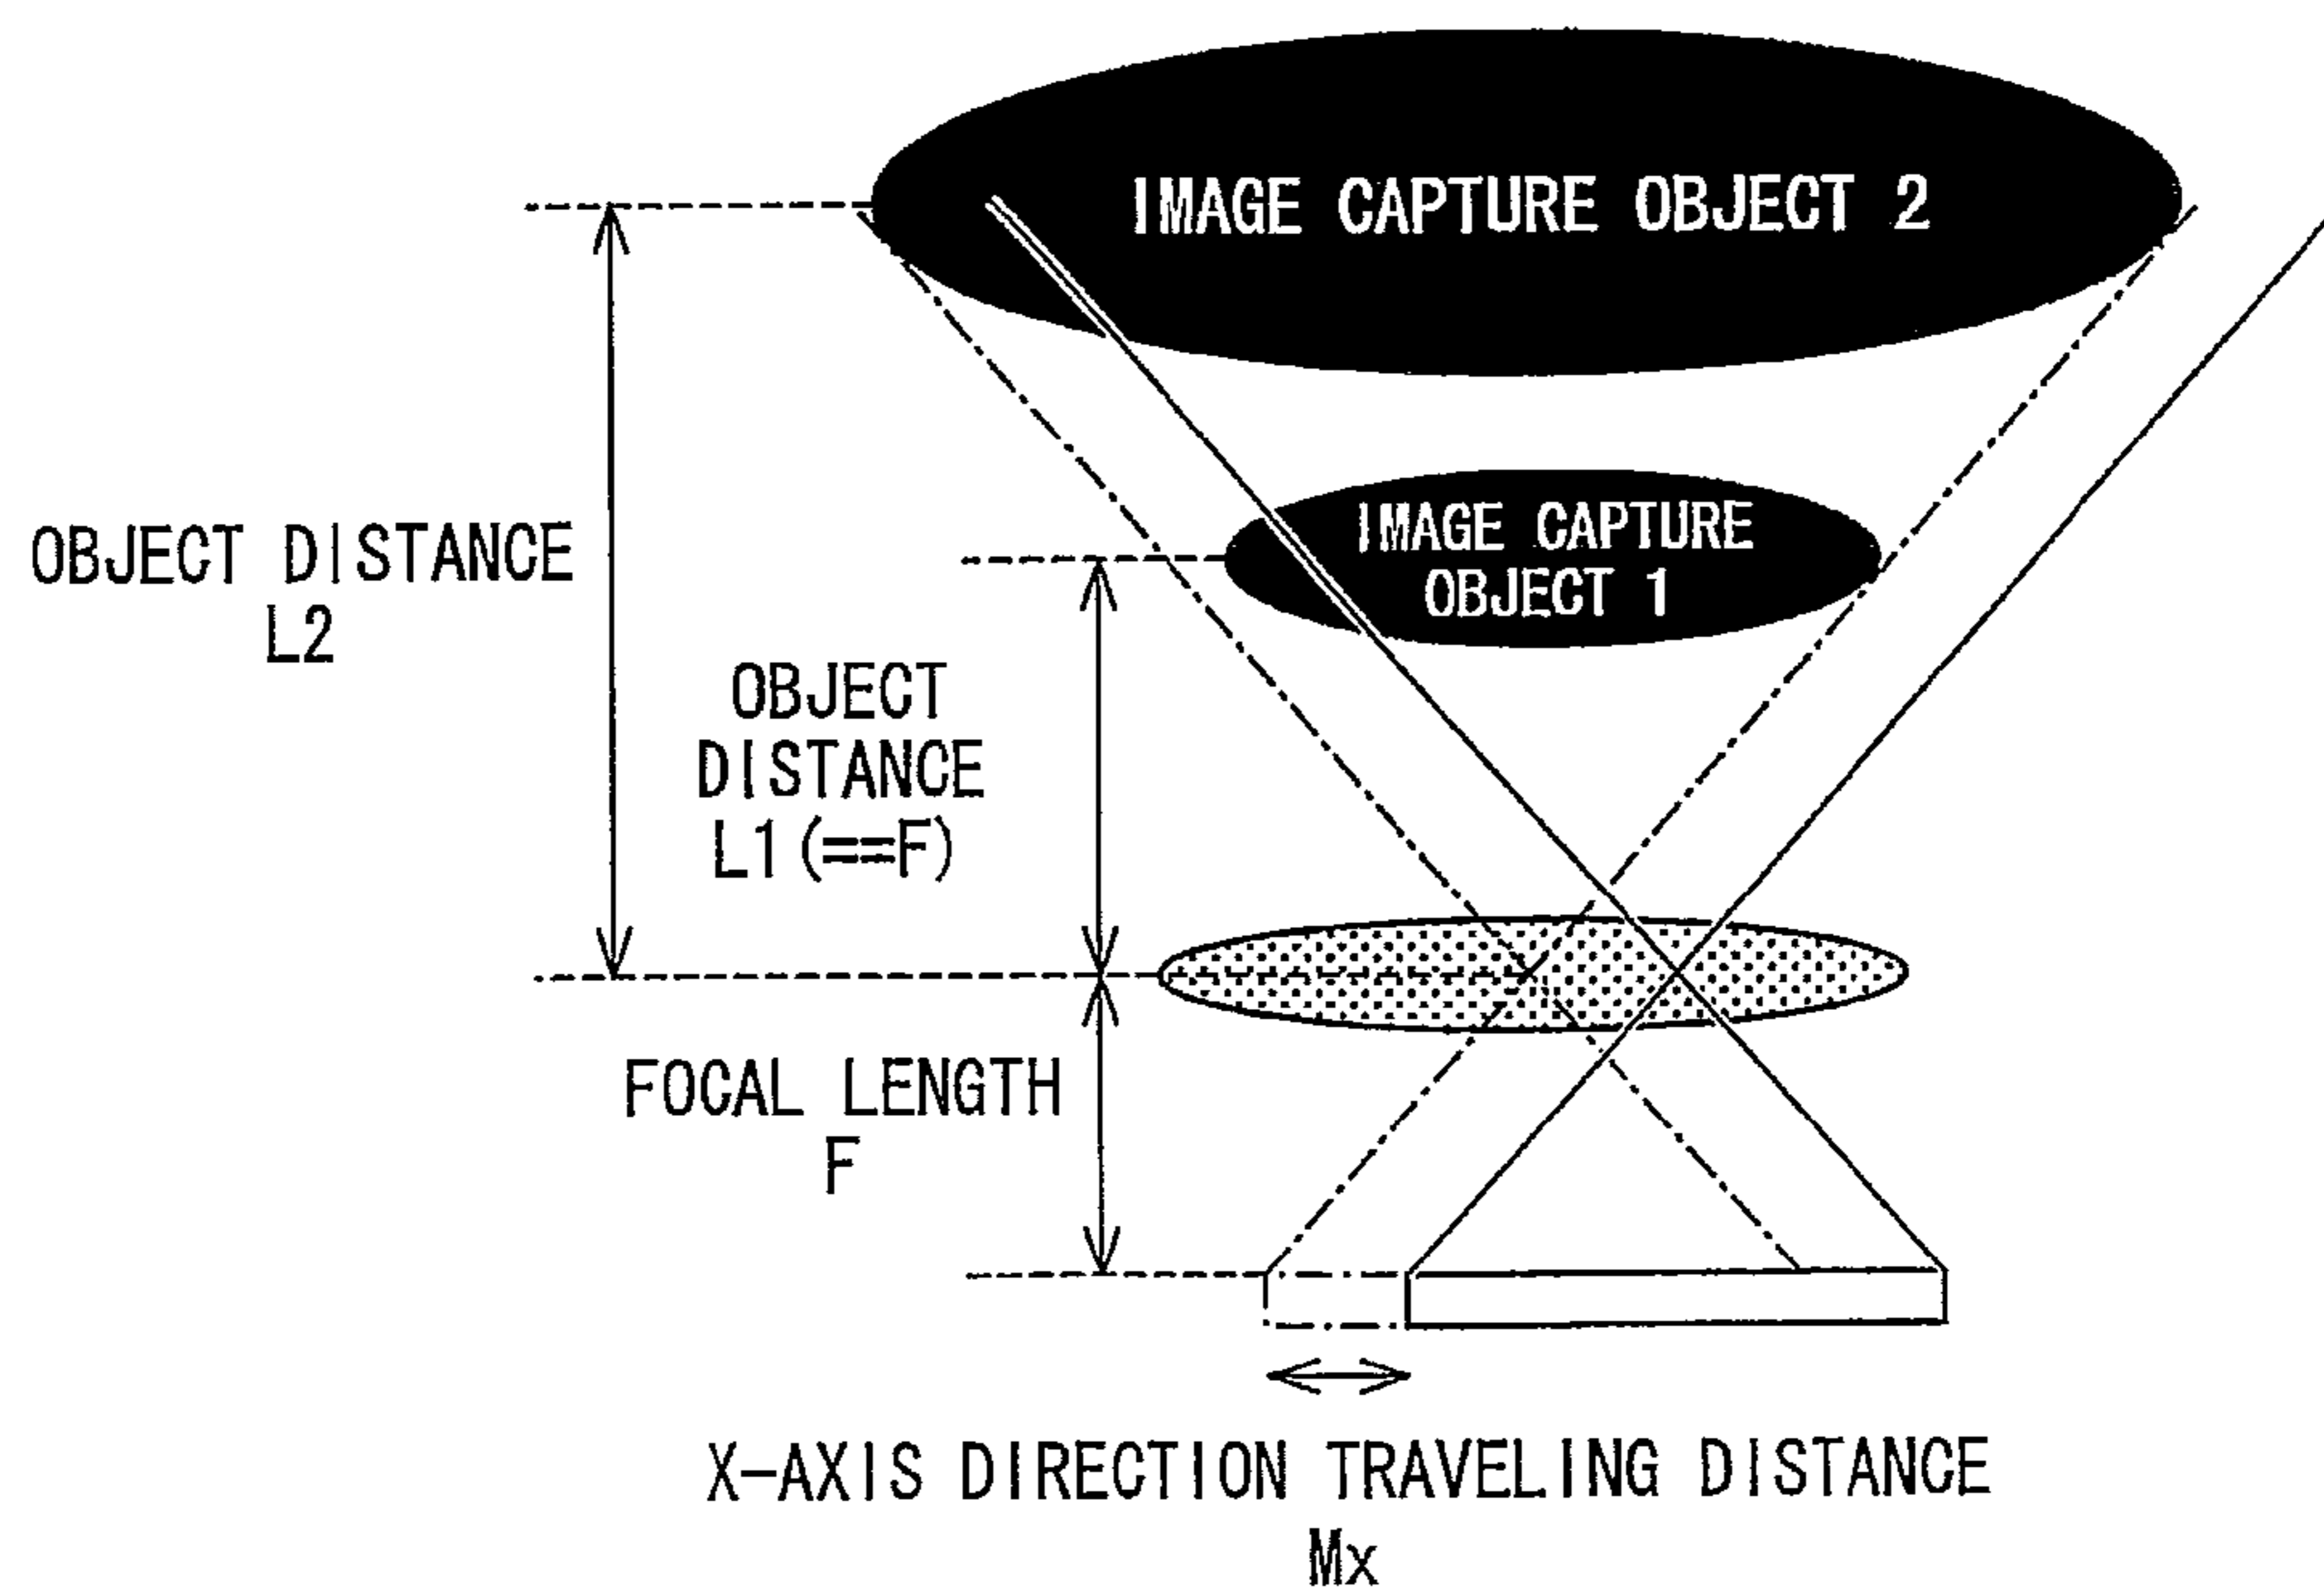 IMAGE CAPTURE OBJECT 2
IMAGE CAPTURE
OBJECT 1
OBJECT DISTANCE
L2
OBJECT
DISTANCE
L1(==F)
FOCAL LENGTH
F
X-AXIS DIRECTION TRAVELING DISTANCE
Mx